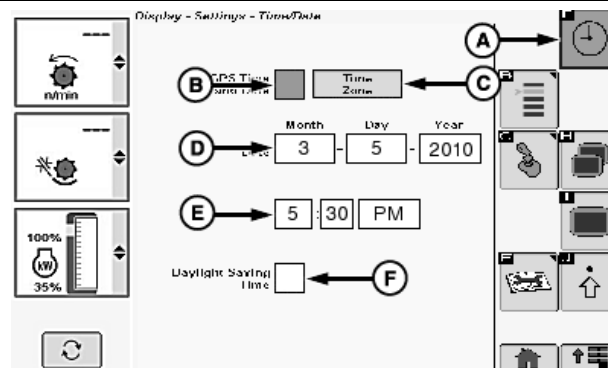 Display - Settings - Time/Date
A
n/min
GPS Time
B
Time
Zone
C
Month Day Year
D
3 - 5 - 2010
E
5 : 30 PM
100%
kW
35%
Daylight Saving
Time
F
H
I
J